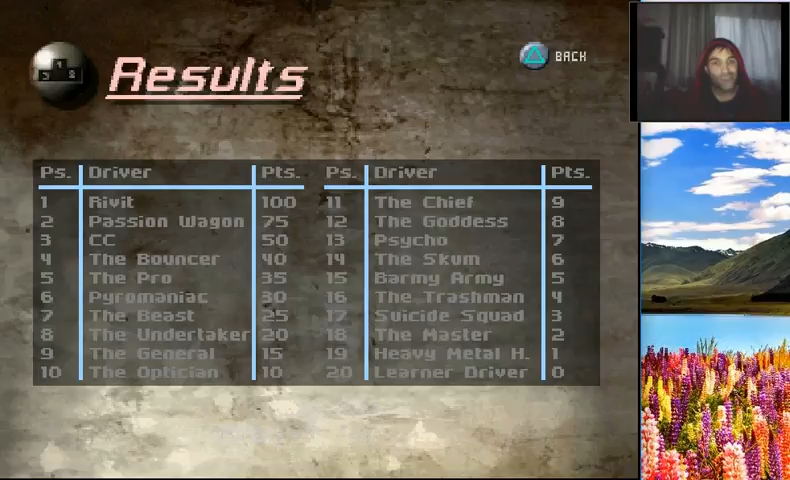 Results
BACK
Ps. Driver Pts.
1 Rivit 100
2 Passion Wagon 75
3 CC 50
4 The Bouncer 40
5 The Pro 35
6 Pyromaniac 30
7 The Beast 25
8 The Undertaker 20
9 The General 15
10 The Optician 10
Ps. Driver Pts.
11 The Chief 9
12 The Goddess 8
13 Psycho 7
14 The Skum 6
15 Barmy Army 5
16 The Trashman 4
17 Suicide Squad 3
18 The Master 2
19 Heavy Metal H. 1
20 Learner Driver 0